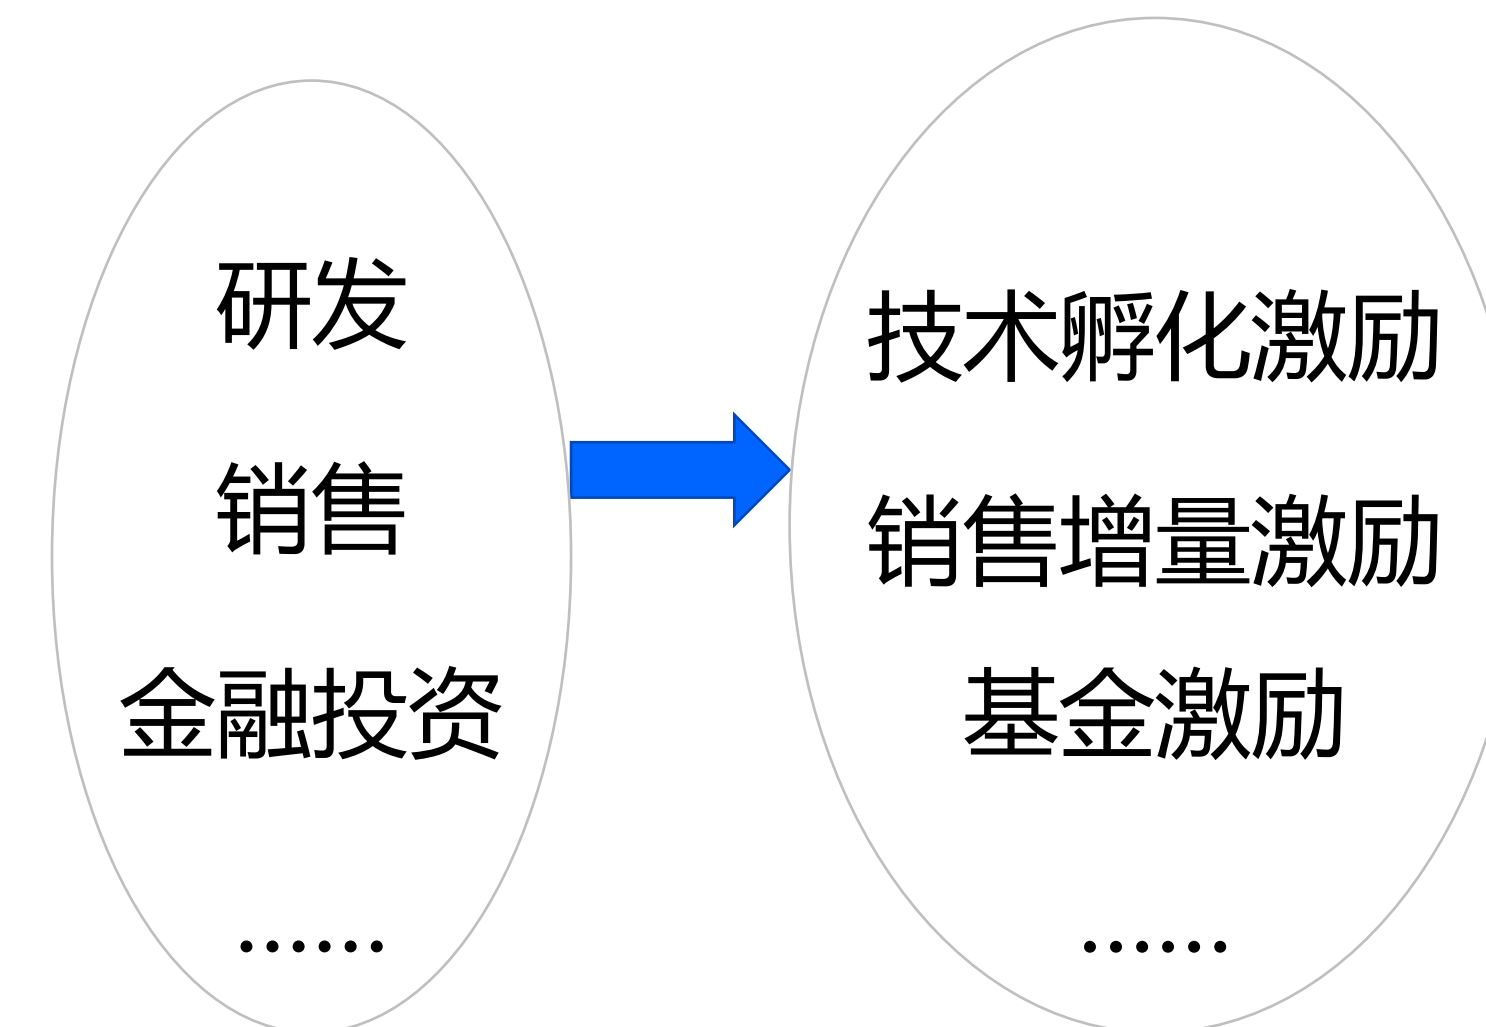 研发
销售
金融投资
……
技术孵化激励
销售增量激励
基金激励
……